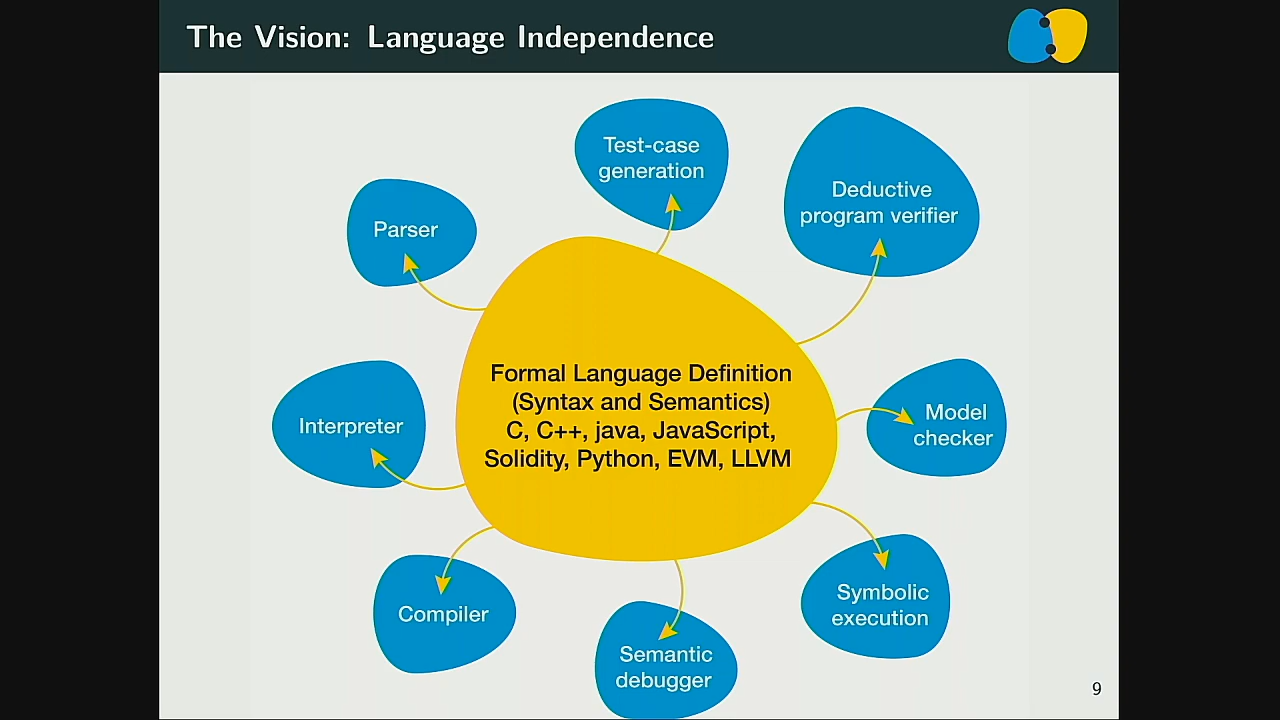 The Vision: Language Independence
Test-case
generation
Deductive
program verifier
Parser
Formal Language Definition
(Syntax and Semantics)
C, C++, java, JavaScript,
Solidity, Python, EVM, LLVM
Model
checker
Interpreter
Symbolic
execution
Compiler
Semantic
debugger
9